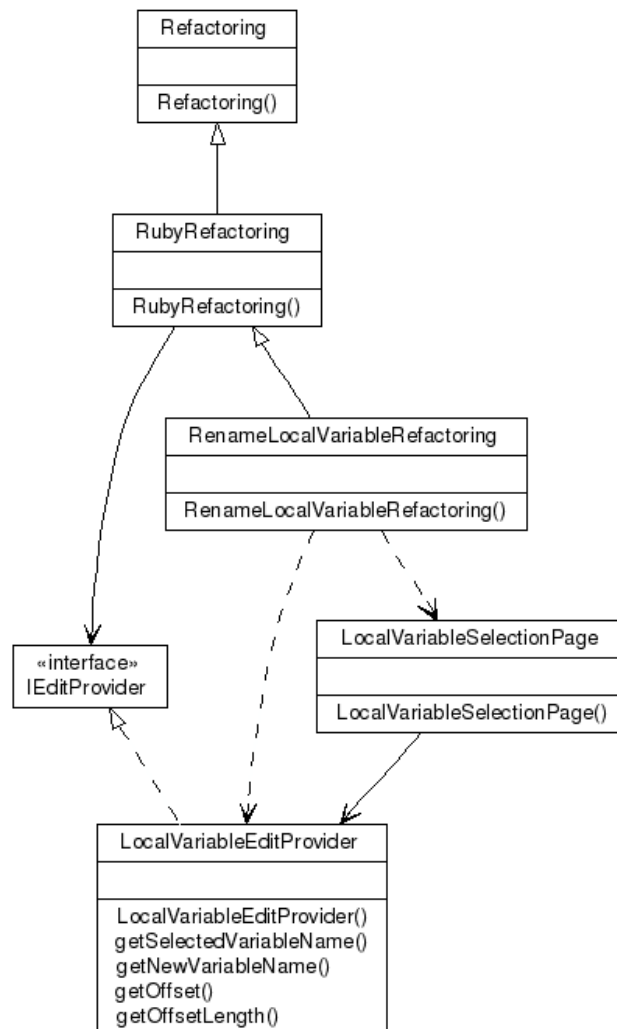 Refactoring
Refactoring()
RubyRefactoring
RubyRefactoring()
RenameLocalVariableRefactoring
RenameLocalVariableRefactoring()
«interface»
IEditProvider
LocalVariableSelectionPage
LocalVariableSelectionPage()
LocalVariableEditProvider
LocalVariableEditProvider()
getSelectedVariableName()
getNewVariableName()
getOffset()
getOffsetLength()